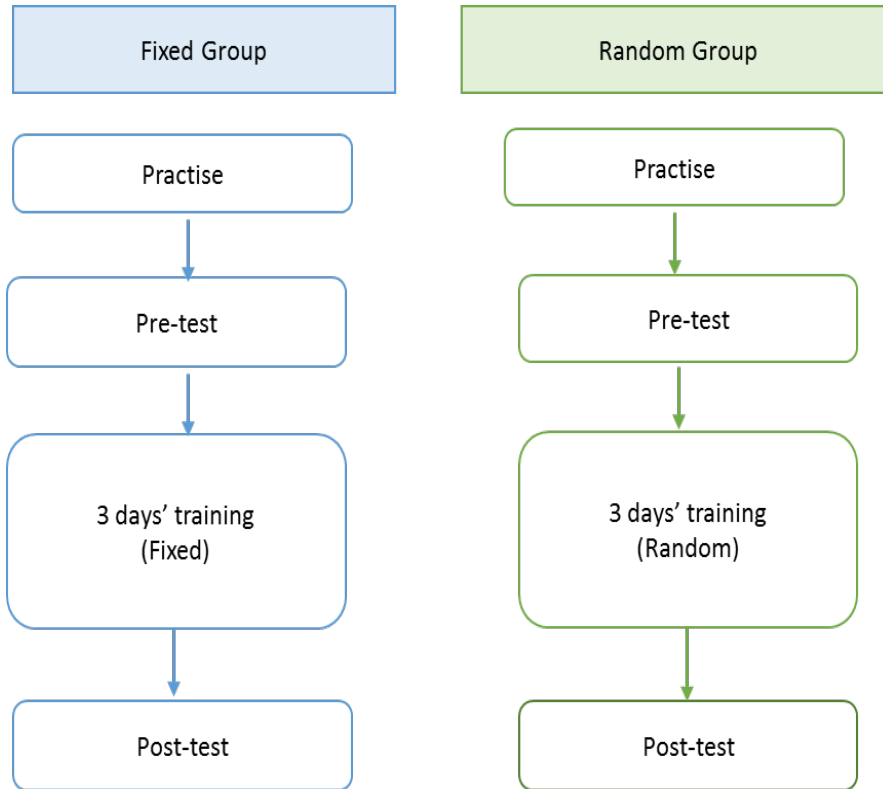 Fixed Group
Practise
Pre-test
3 days’ training
(Fixed)
Post-test
Random Group
Practise
Pre-test
3 days’ training
(Random)
Post-test